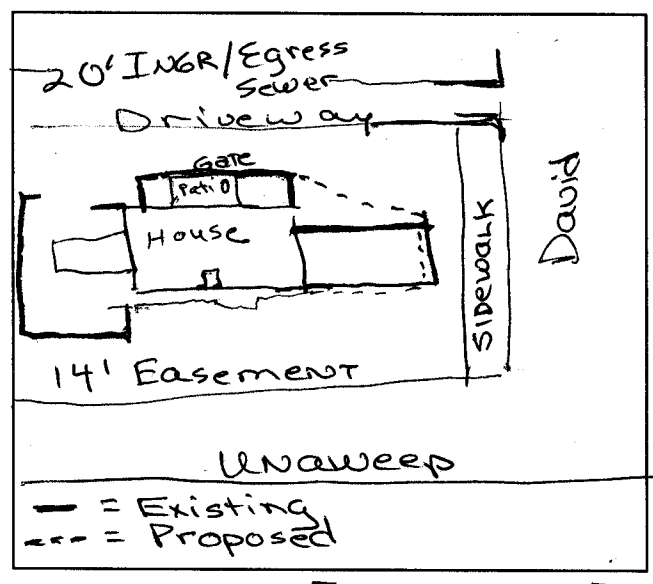 20' INGR/Egress
Sewer
Driveway
Gate
Patio
House
David
SIDEWALK
14' Easement
Unaweep
— = Existing
--- = Proposed